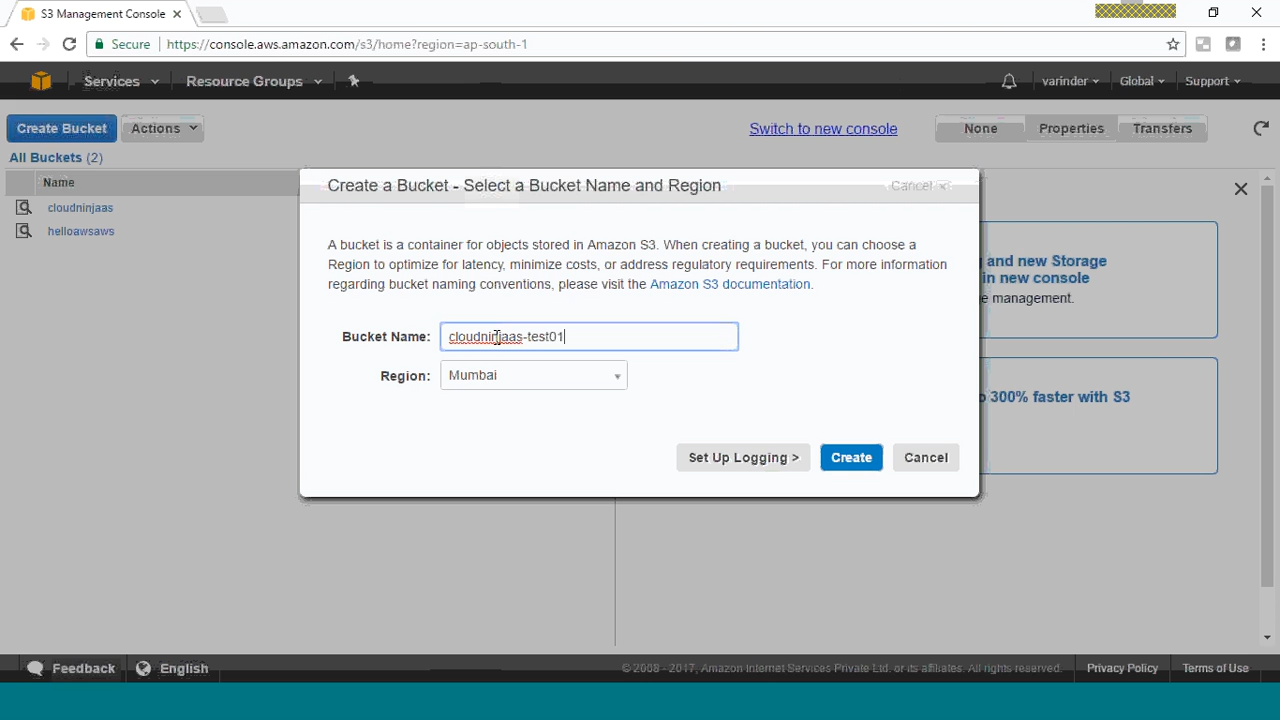 S3 Management Console
Secure https://console.aws.amazon.com/s3/home?region=ap-south-1
Services Resource Groups varinder Global Support
Create Bucket Actions Switch to new console None Properties Transfers
All Buckets (2)
Name
cloudninjaas
helloawsaws
Create a Bucket - Select a Bucket Name and Region Cancel
A bucket is a container for objects stored in Amazon S3. When creating a bucket, you can choose a
Region to optimize for latency, minimize costs, or address regulatory requirements. For more information
regarding bucket naming conventions, please visit the Amazon S3 documentation.
Bucket Name: cloudninjaas-test01
Region: Mumbai
Set Up Logging > Create Cancel
and new Storage
in new console
management.
300% faster with S3
Feedback English © 2008 - 2017, Amazon Internet Services Private Ltd. or its affiliates. All rights reserved. Privacy Policy Terms of Use